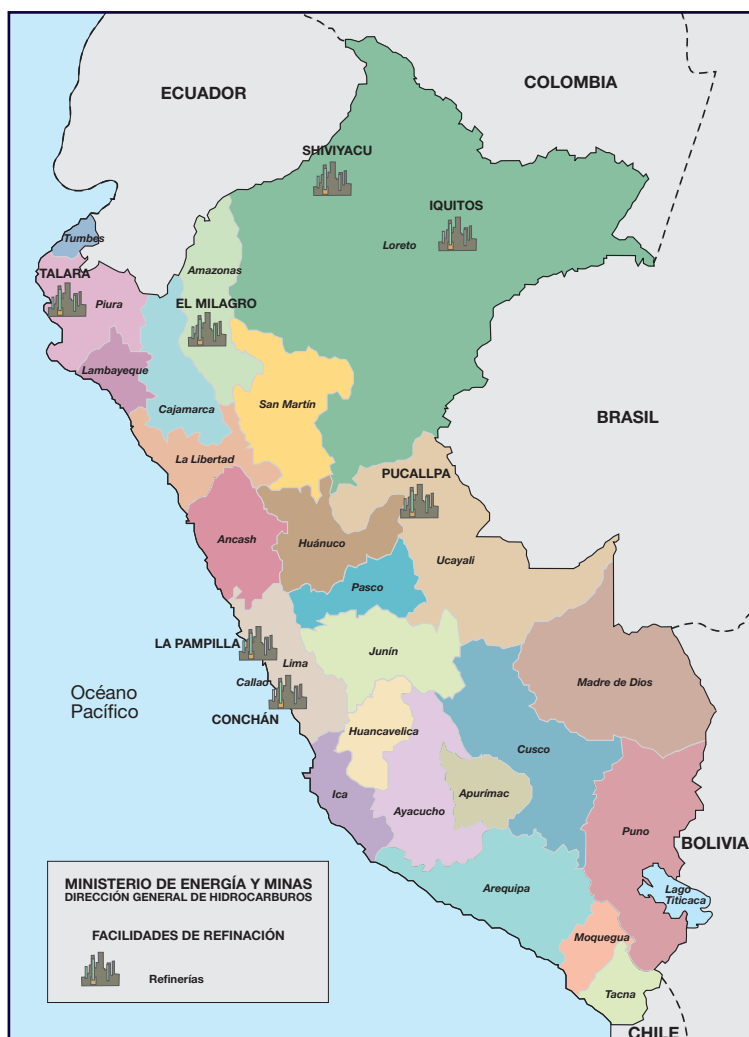 COLOMBIA
ECUADOR
SHIVIYACU
IQUITOS
Tumbes
Loreto
Amazonas
TALARA
Piura
EL MILAGRO
Lambayeque
Cajamarca
San Martín
BRASIL
La Libertad
PUCALLPA
Ancash
Huánuco
Ucayali
Pasco
LA PAMPILLA
Lima
Junín
Madre de Dios
Callao
Océano
Pacífico
CONCHÁN
Huancavelica
Cusco
Ica
Apurímac
Ayacucho
Puno
BOLIVIA
Arequipa
Lago
Titicaca
Moquegua
Tacna
CHILE
MINISTERIO DE ENERGÍA Y MINAS
DIRECCIÓN GENERAL DE HIDROCARBUROS
FACILIDADES DE REFINACIÓN
Refinerías